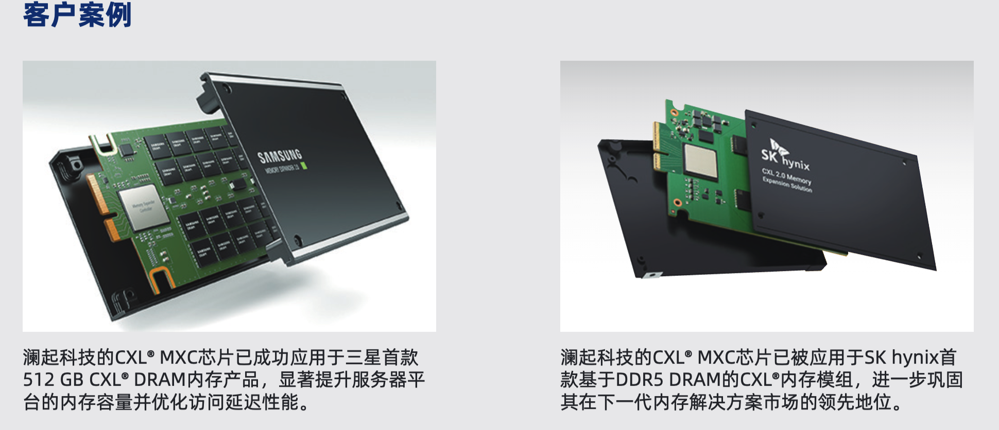 客户案例
SAMSUNG
MEMORY EXPANDER 2.0
Memory Expander
Controller
SAMSUNG
DRAM
SK hynix
CXL 2.0 Memory
Expansion Solution
澜起科技的CXL® MXC芯片已成功应用于三星首款
512 GB CXL® DRAM内存产品，显著提升服务器平
台的内存容量并优化访问延迟性能。
澜起科技的CXL® MXC芯片已被应用于SK hynix首
款基于DDR5 DRAM的CXL®内存模组，进一步巩固
其在下一代内存解决方案市场的领先地位。